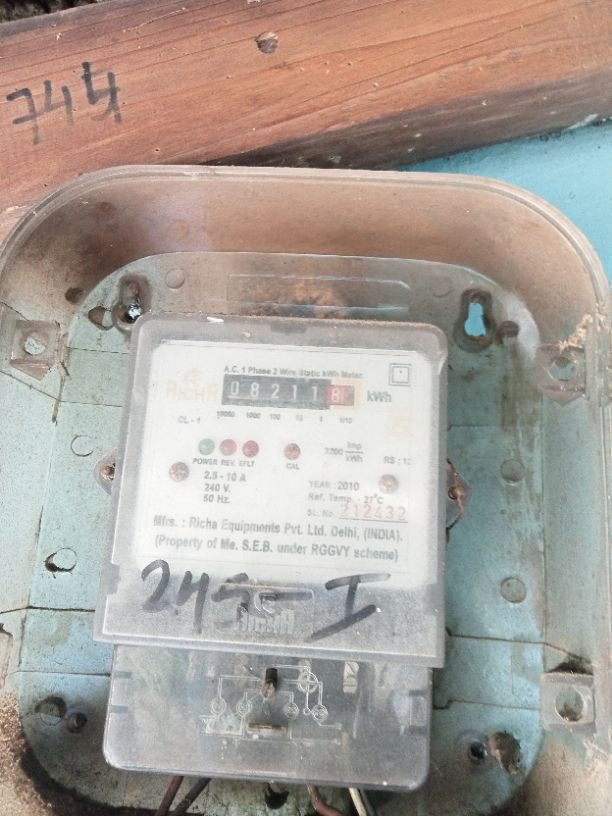 744
A.C. 1 Phase 2 Wire Static kWh Meter
RICHA
082118 kWh
10000 1000 100 10 1 1/10
CL - 1
POWER REV. EFLT CAL
3200 imp/kWh
2.5 - 10 A
240 V.
50 Hz.
YEAR : 2010
Ref. Temp. - 27°C
SL. No. 212432
Mfrs. : Richa Equipments Pvt. Ltd. Delhi, (INDIA).
(Property of Me. S.E.B. under RGGVY scheme)